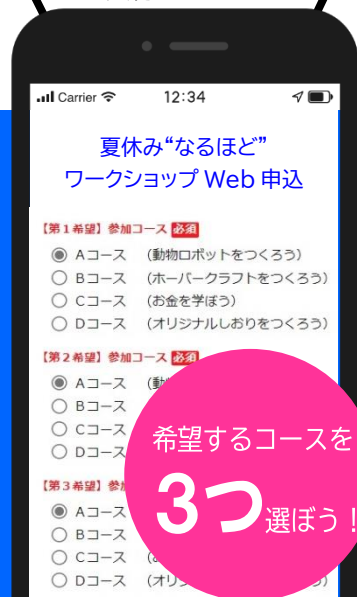 Carrier 12:34
夏休み“なるほど”
ワークショップ Web 申込
【第１希望】参加コース 必須
Aコース （動物ロボットをつくろう）
Bコース （ホーバークラフトをつくろう）
Cコース （お金を学ぼう）
Dコース （オリジナルしおりをつくろう）
【第２希望】参加コース 必須
Aコース
Bコース
Cコース
Dコース
希望するコースを
3つ選ぼう！
【第３希望】
Aコース
Bコース
Cコース
Dコース （オリ